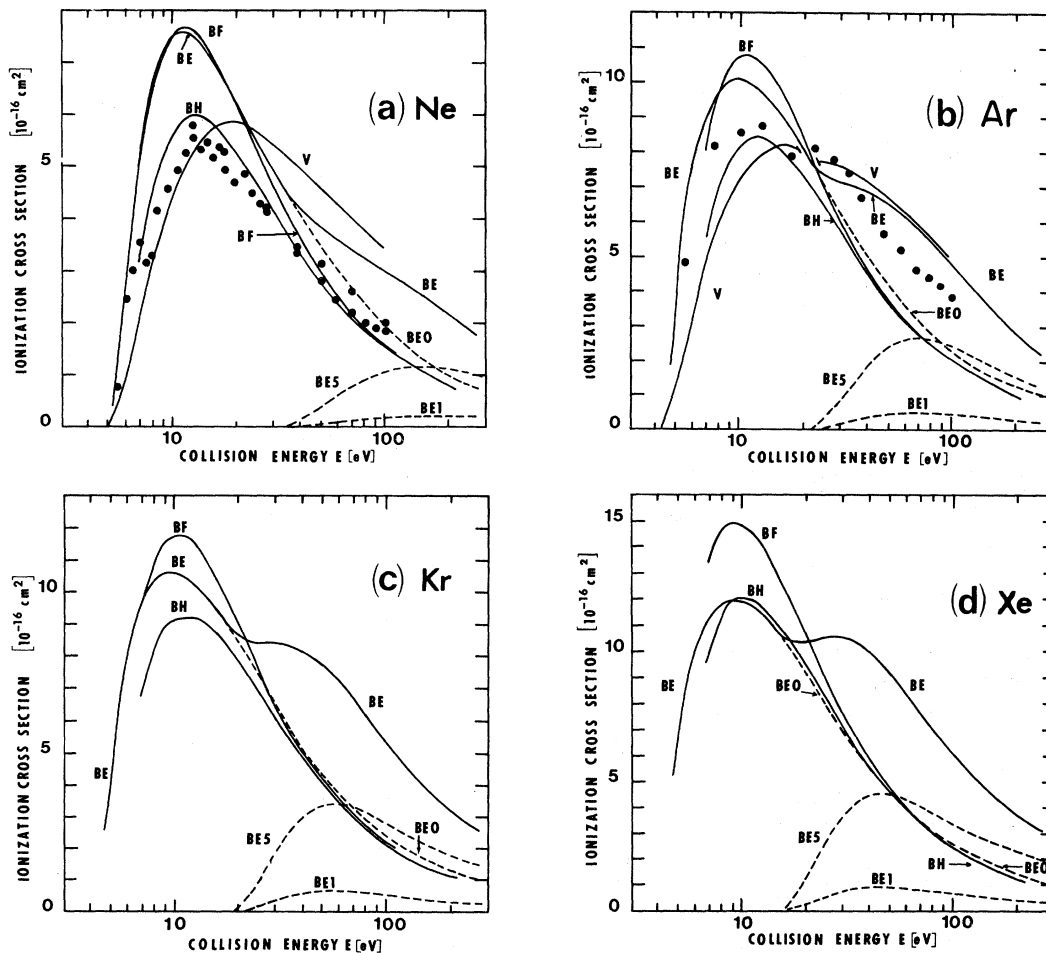 (a) Ne
IONIZATION CROSS SECTION [10⁻¹⁶ cm²]
5
0
BF
BE
BH
V
BF
BE
BEO
BE5
BE1
10
100
COLLISION ENERGY E [eV]
(b) Ar
IONIZATION CROSS SECTION [10⁻¹⁶ cm²]
10
5
0
BF
BE
V
BE
BH
BE
V
BEO
BE5
BE1
10
100
COLLISION ENERGY E [eV]
(c) Kr
IONIZATION CROSS SECTION [10⁻¹⁶ cm²]
10
5
0
BF
BE
BH
BE
BE
BEO
BE5
BE1
10
100
COLLISION ENERGY E [eV]
(d) Xe
IONIZATION CROSS SECTION [10⁻¹⁶ cm²]
15
10
5
0
BF
BH
BE
BEO
BE
BE5
BH
BEO
BE1
10
100
COLLISION ENERGY E [eV]